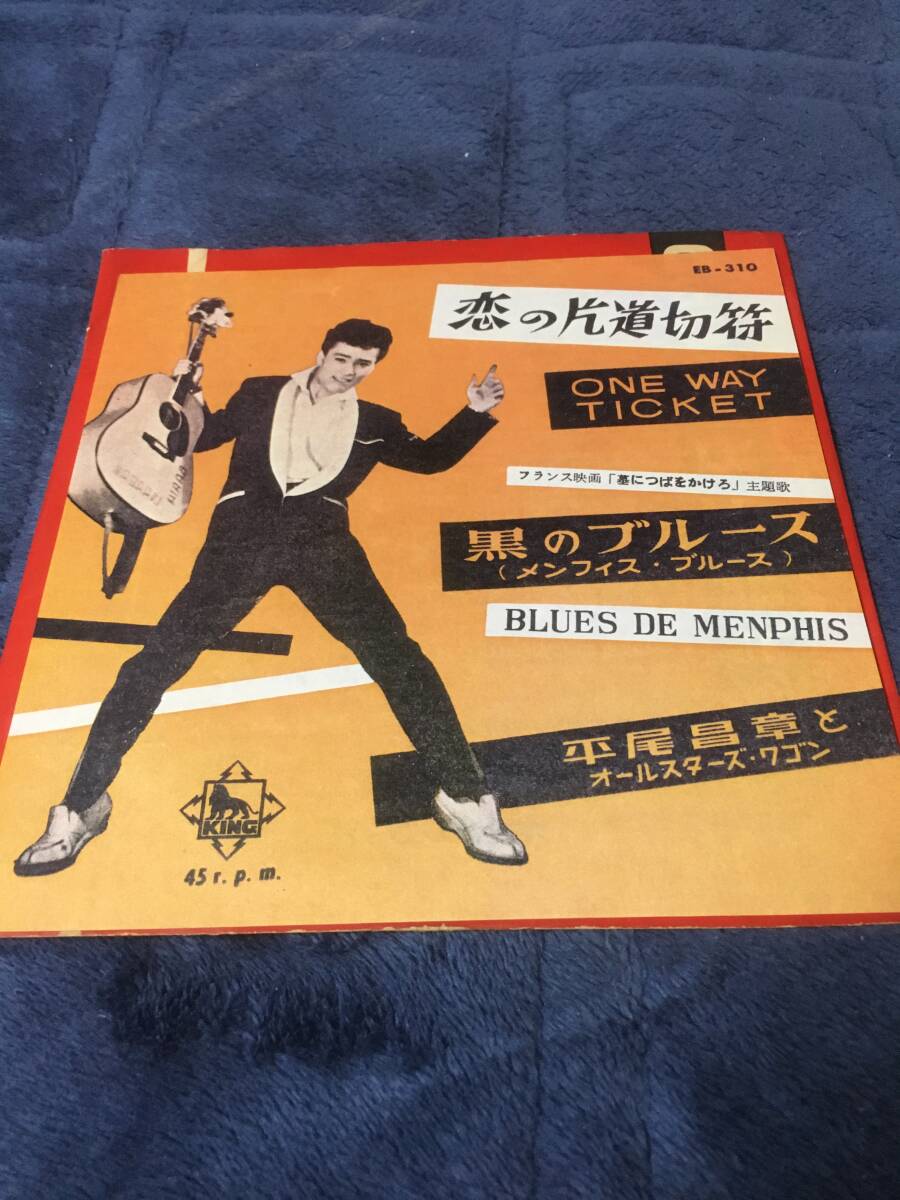 EB-310
恋の片道切符
ONE WAY
TICKET
フランス映画「墓につばをかけろ」主題歌
黒のブルース
(メンフィス・ブルース)
BLUES DE MENPHIS
平尾昌章と
オールスターズ・ワゴン
KING
45 r. p. m.